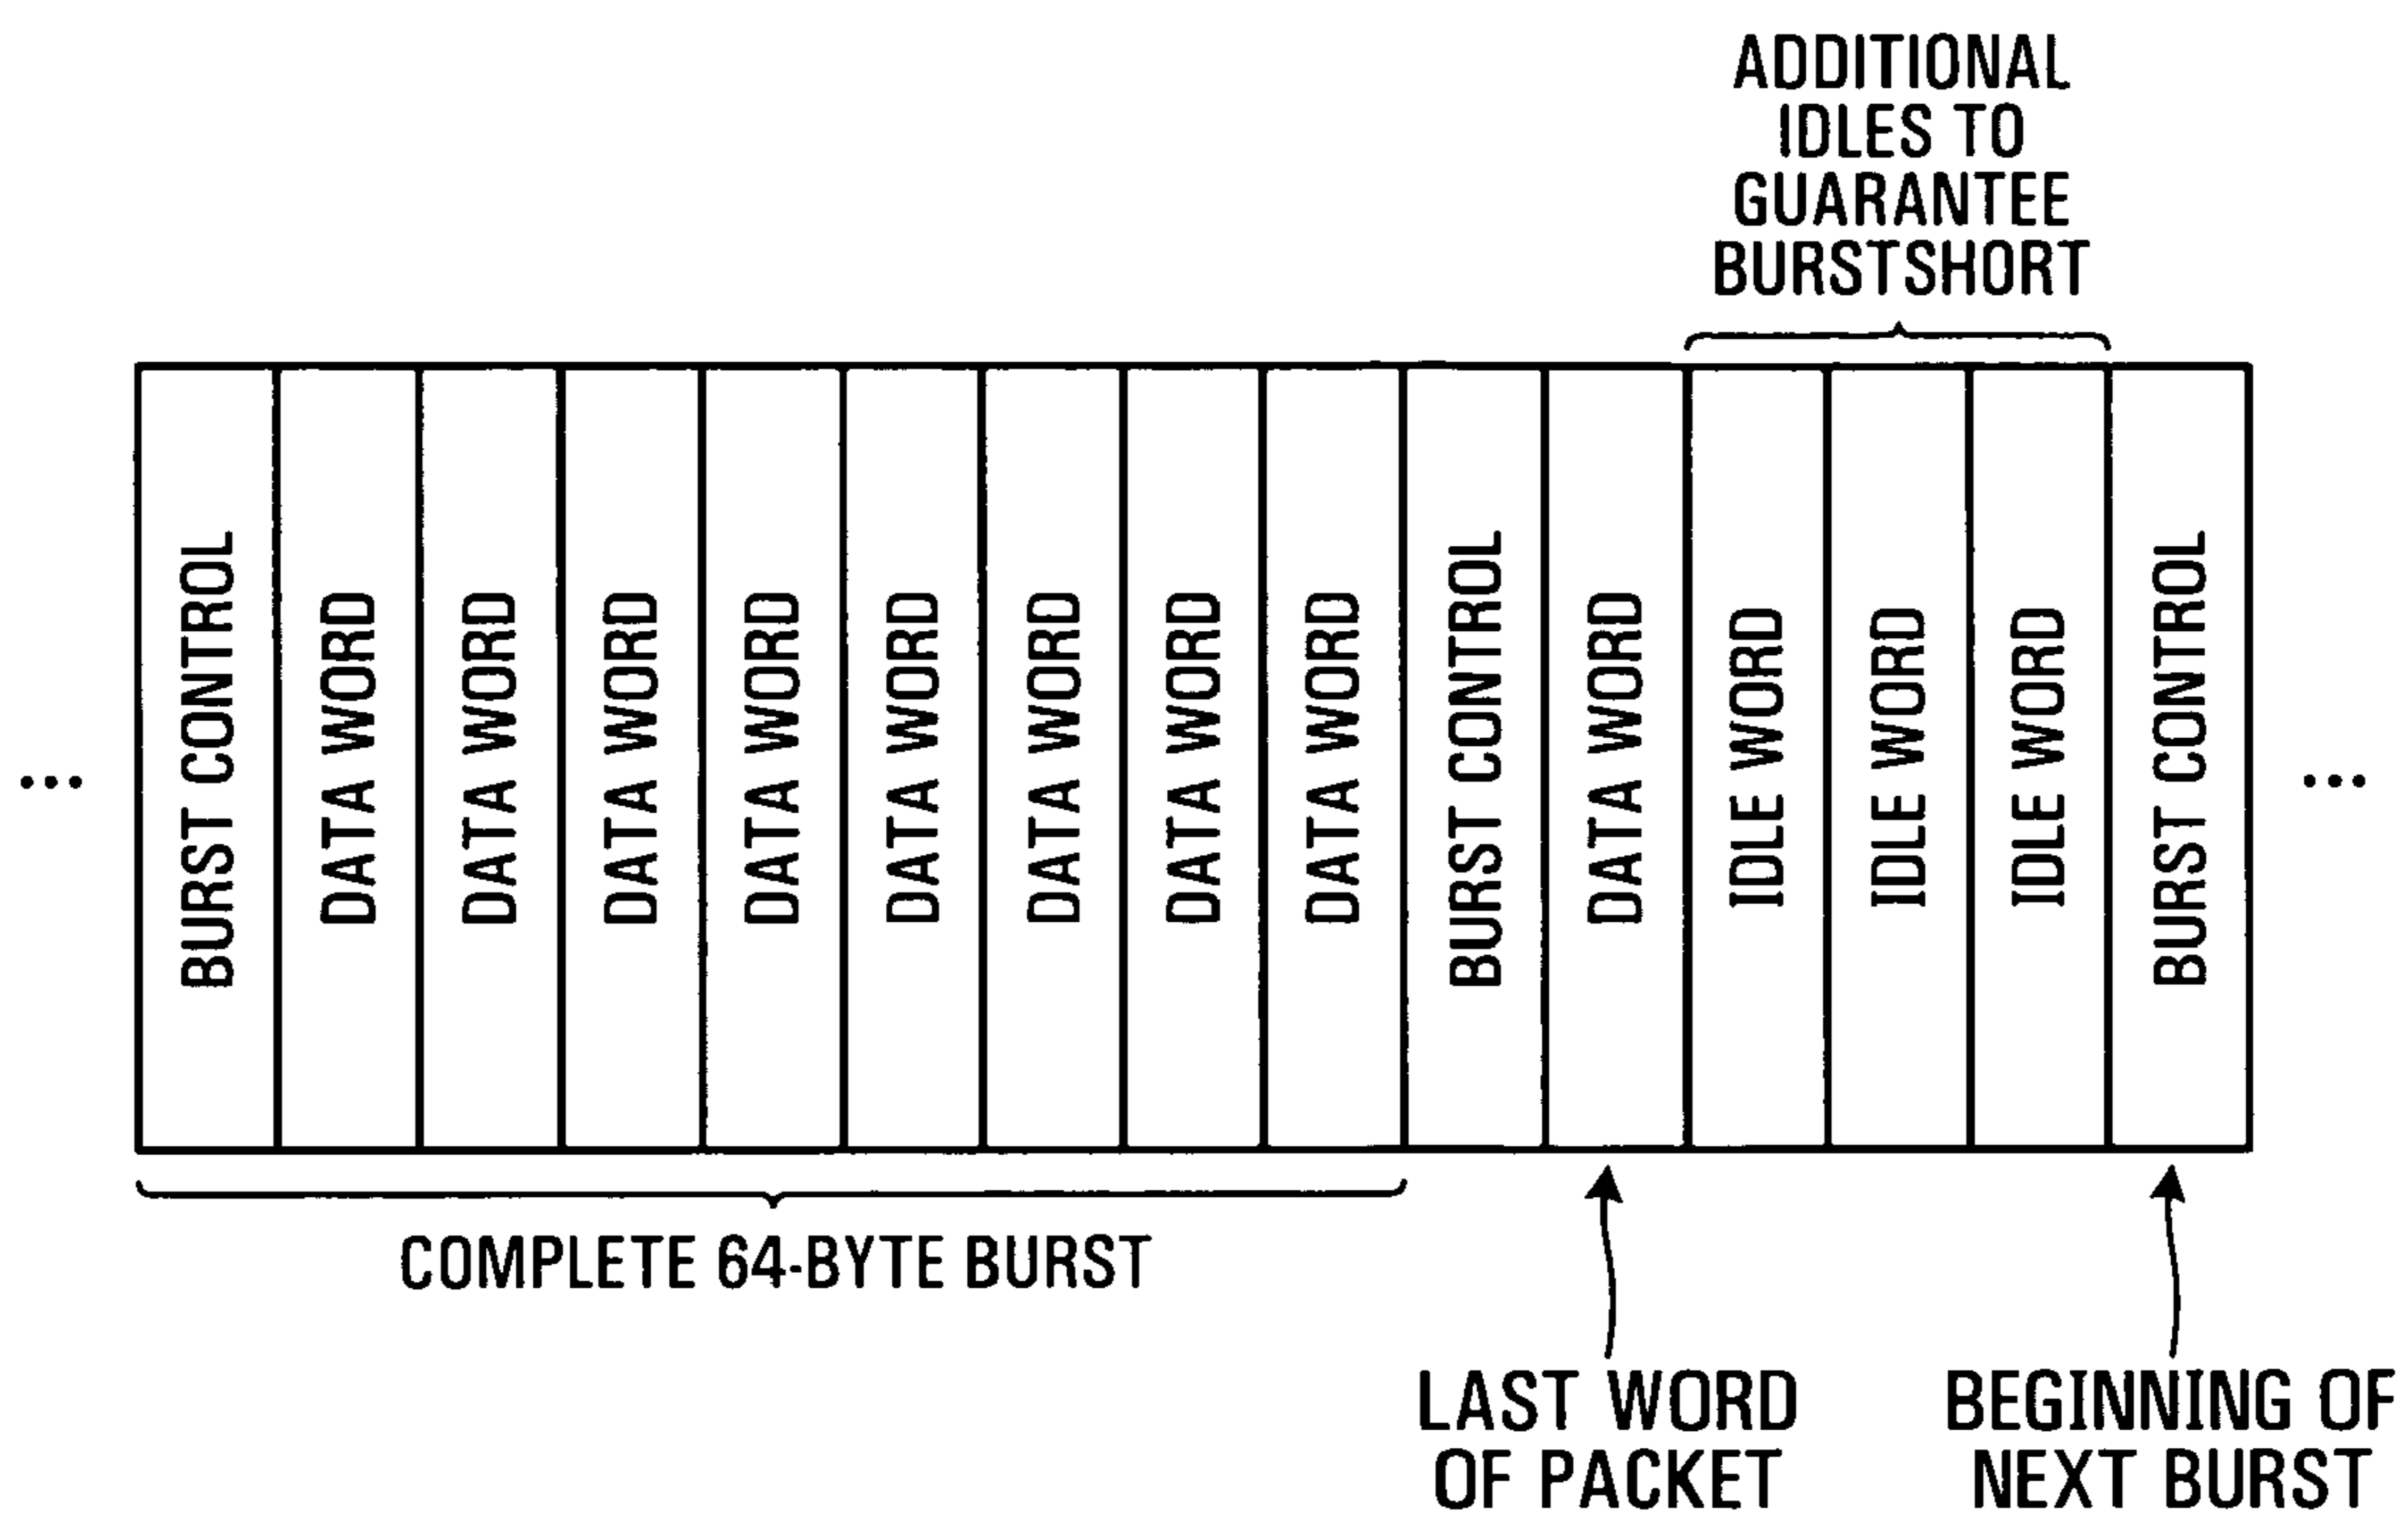 ADDITIONAL
IDLES TO
GUARANTEE
BURSTSHORT
...
BURST CONTROL
DATA WORD
DATA WORD
DATA WORD
DATA WORD
DATA WORD
DATA WORD
DATA WORD
DATA WORD
BURST CONTROL
DATA WORD
IDLE WORD
IDLE WORD
IDLE WORD
BURST CONTROL
...
COMPLETE 64-BYTE BURST
LAST WORD
OF PACKET
BEGINNING OF
NEXT BURST